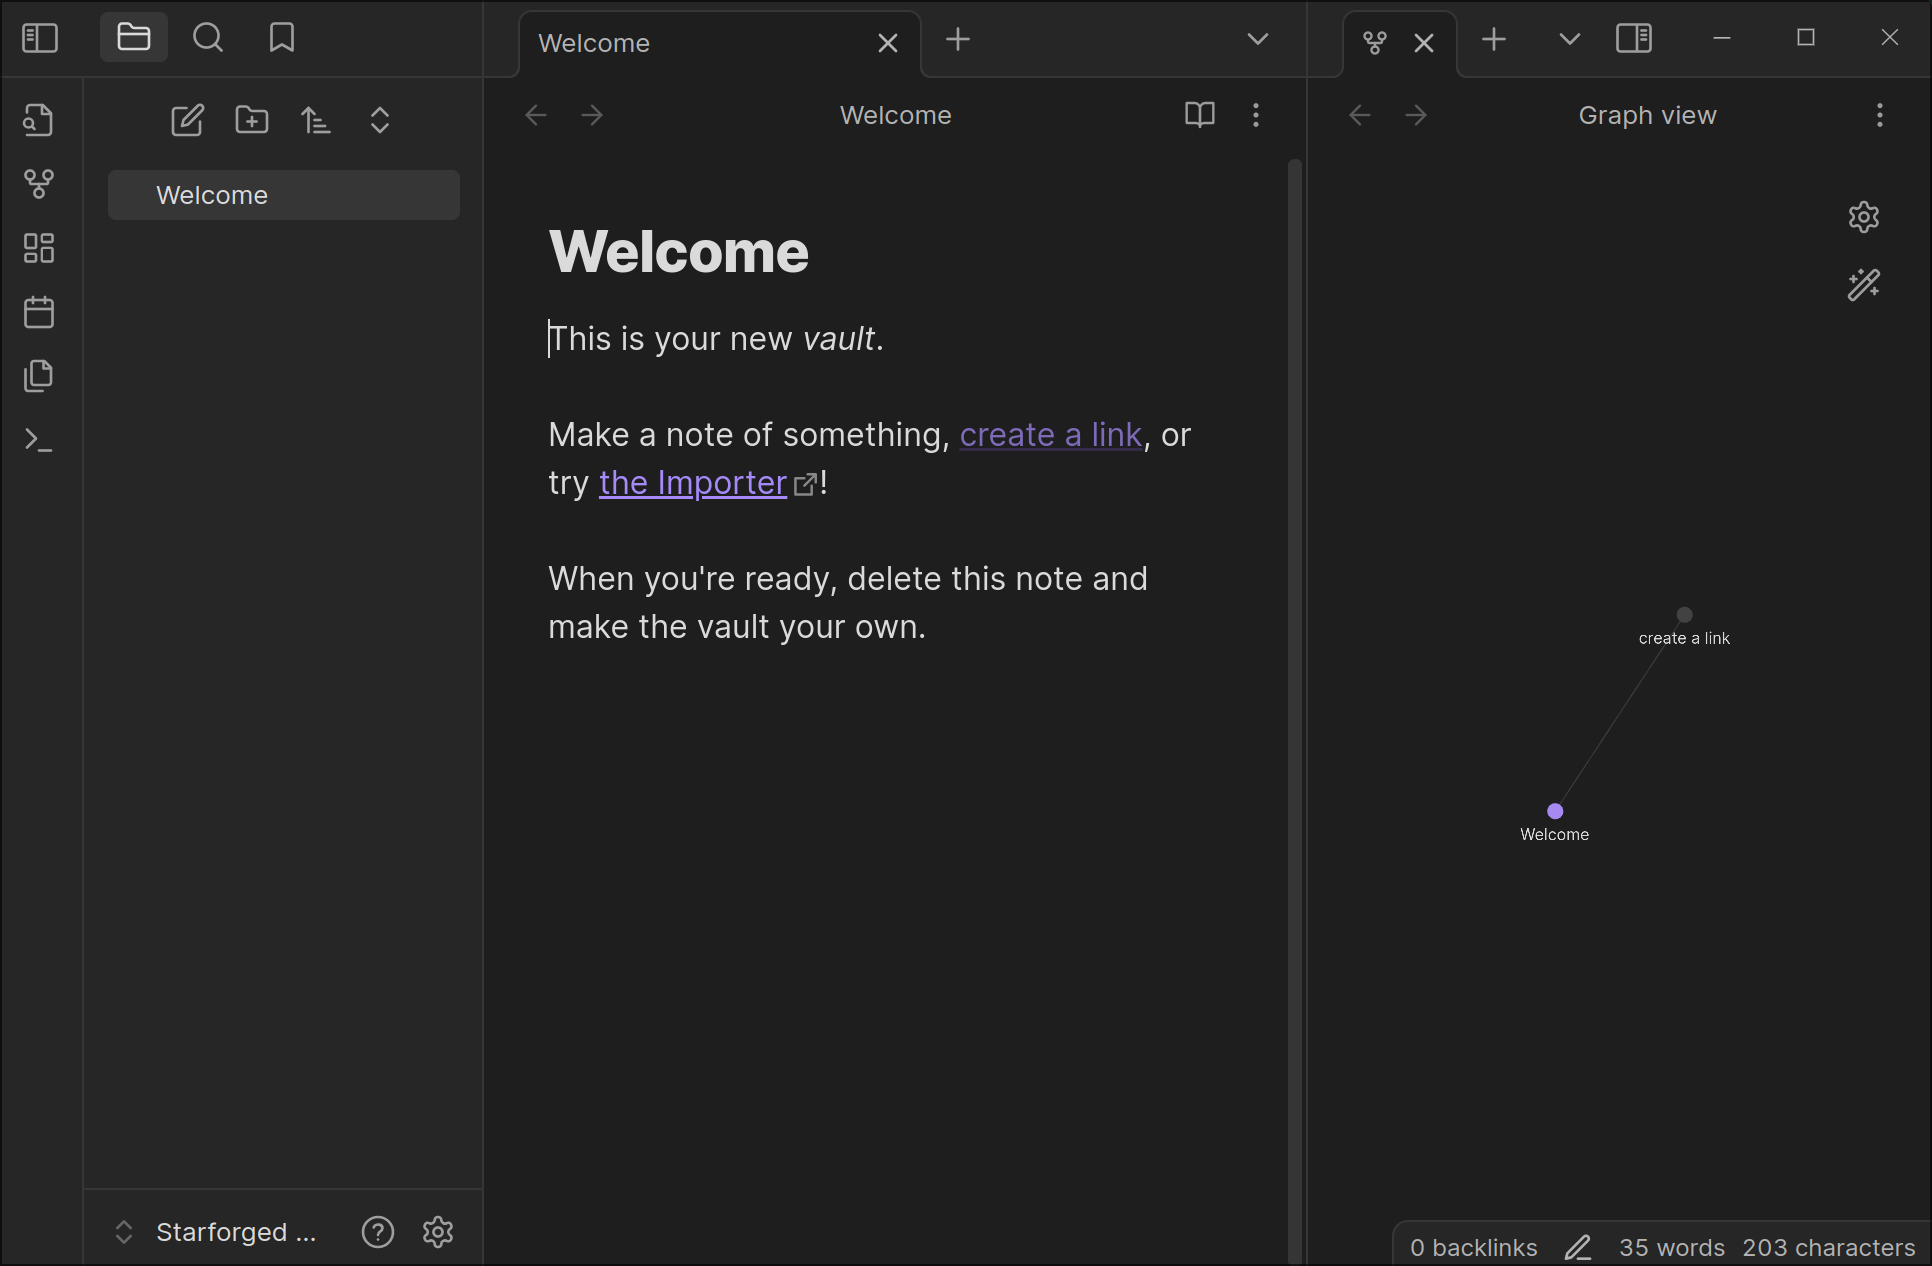 Welcome
Welcome
Graph view
Welcome
Welcome
This is your new vault.
Make a note of something, create a link, or
try the Importer!
When you're ready, delete this note and
make the vault your own.
create a link
Welcome
Starforged ...
0 backlinks
35 words
203 characters